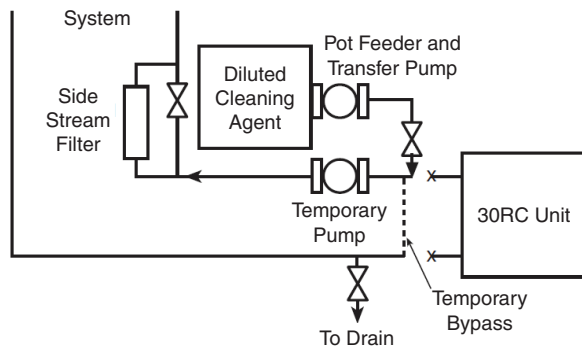 System
Pot Feeder and
Transfer Pump
Diluted
Cleaning
Agent
Side
Stream
Filter
Temporary
Pump
x
x
30RC Unit
Temporary
Bypass
To Drain